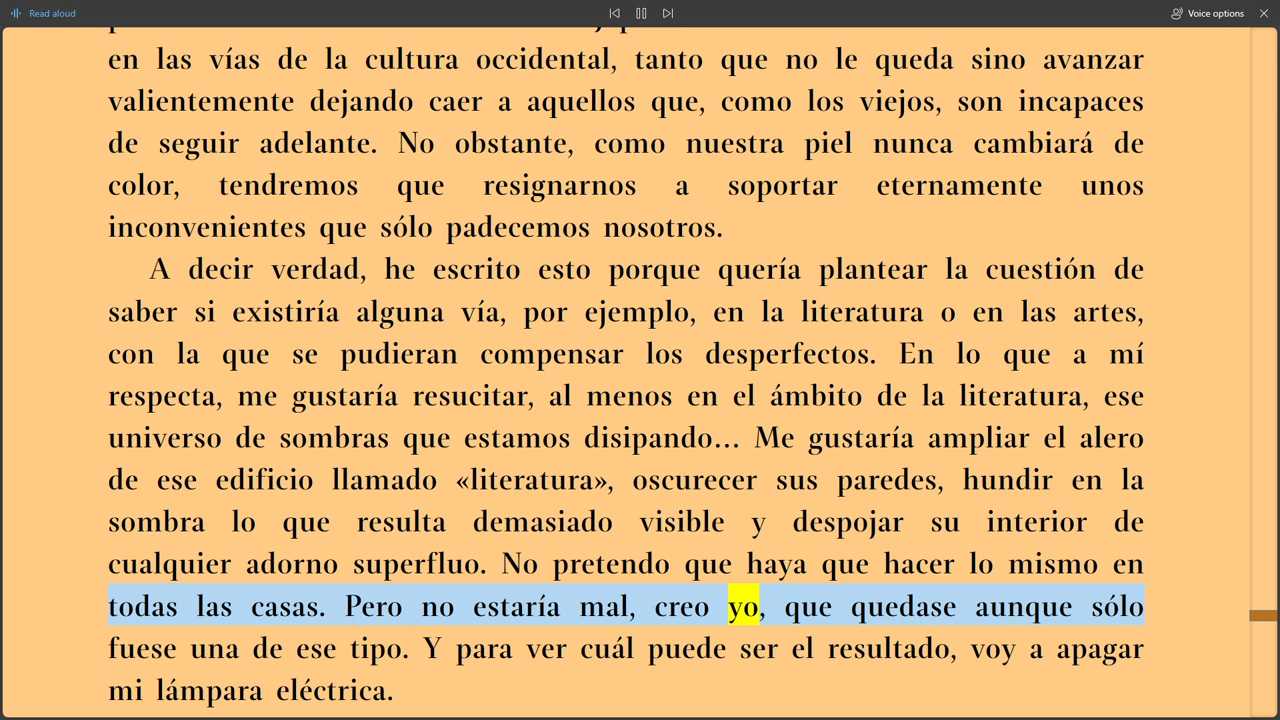 Read aloud
Voice options
en las vías de la cultura occidental, tanto que no le queda sino avanzar
valientemente dejando caer a aquellos que, como los viejos, son incapaces
de seguir adelante. No obstante, como nuestra piel nunca cambiará de
color, tendremos que resignarnos a soportar eternamente unos
inconvenientes que sólo padecemos nosotros.
A decir verdad, he escrito esto porque quería plantear la cuestión de
saber si existiría alguna vía, por ejemplo, en la literatura o en las artes,
con la que se pudieran compensar los desperfectos. En lo que a mí
respecta, me gustaría resucitar, al menos en el ámbito de la literatura, ese
universo de sombras que estamos disipando… Me gustaría ampliar el alero
de ese edificio llamado «literatura», oscurecer sus paredes, hundir en la
sombra lo que resulta demasiado visible y despojar su interior de
cualquier adorno superfluo. No pretendo que haya que hacer lo mismo en
todas las casas. Pero no estaría mal, creo yo, que quedase aunque sólo
fuese una de ese tipo. Y para ver cuál puede ser el resultado, voy a apagar
mi lámpara eléctrica.